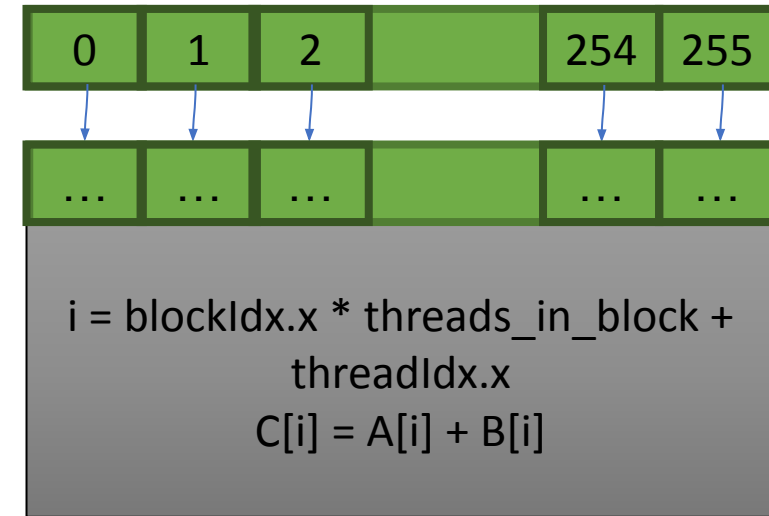 0 1 2 254 255
... ... ... ... ...
i = blockIdx.x * threads_in_block +
threadIdx.x
C[i] = A[i] + B[i]